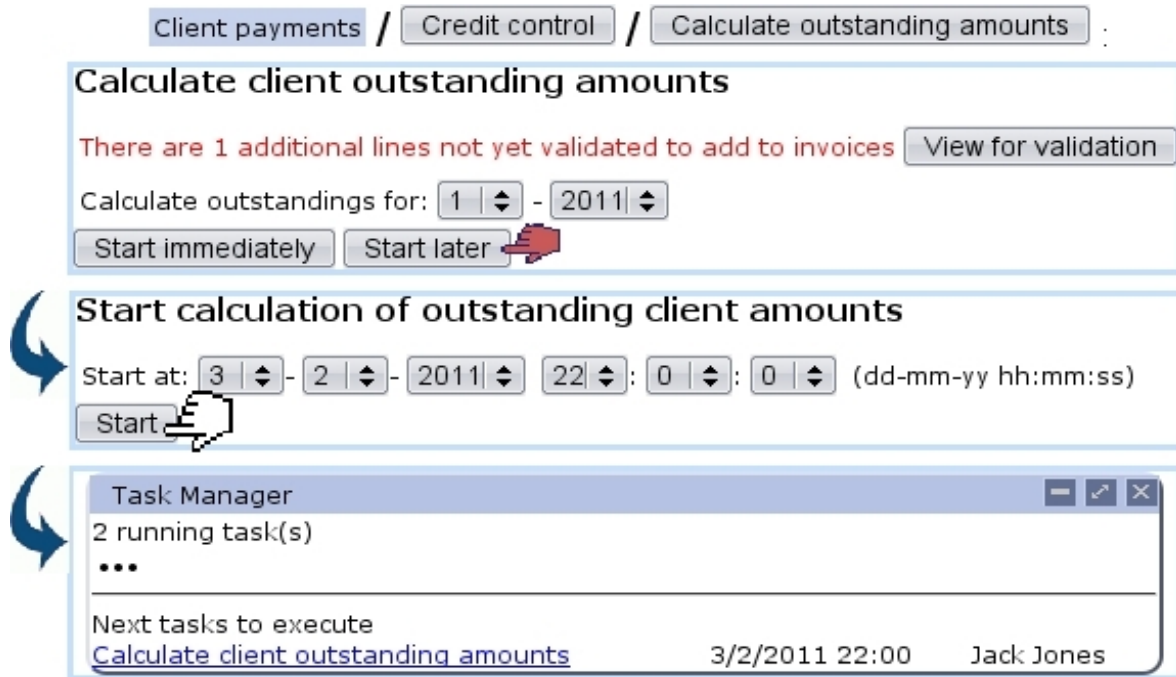 Client payments / Credit control / Calculate outstanding amounts :
Calculate client outstanding amounts
There are 1 additional lines not yet validated to add to invoices View for validation
Calculate outstandings for: 1 - 2011
Start immediately Start later
Start calculation of outstanding client amounts
Start at: 3 - 2 - 2011 22 : 0 : 0 (dd-mm-yy hh:mm:ss)
Start
Task Manager
2 running task(s)
•••
Next tasks to execute
Calculate client outstanding amounts 3/2/2011 22:00 Jack Jones